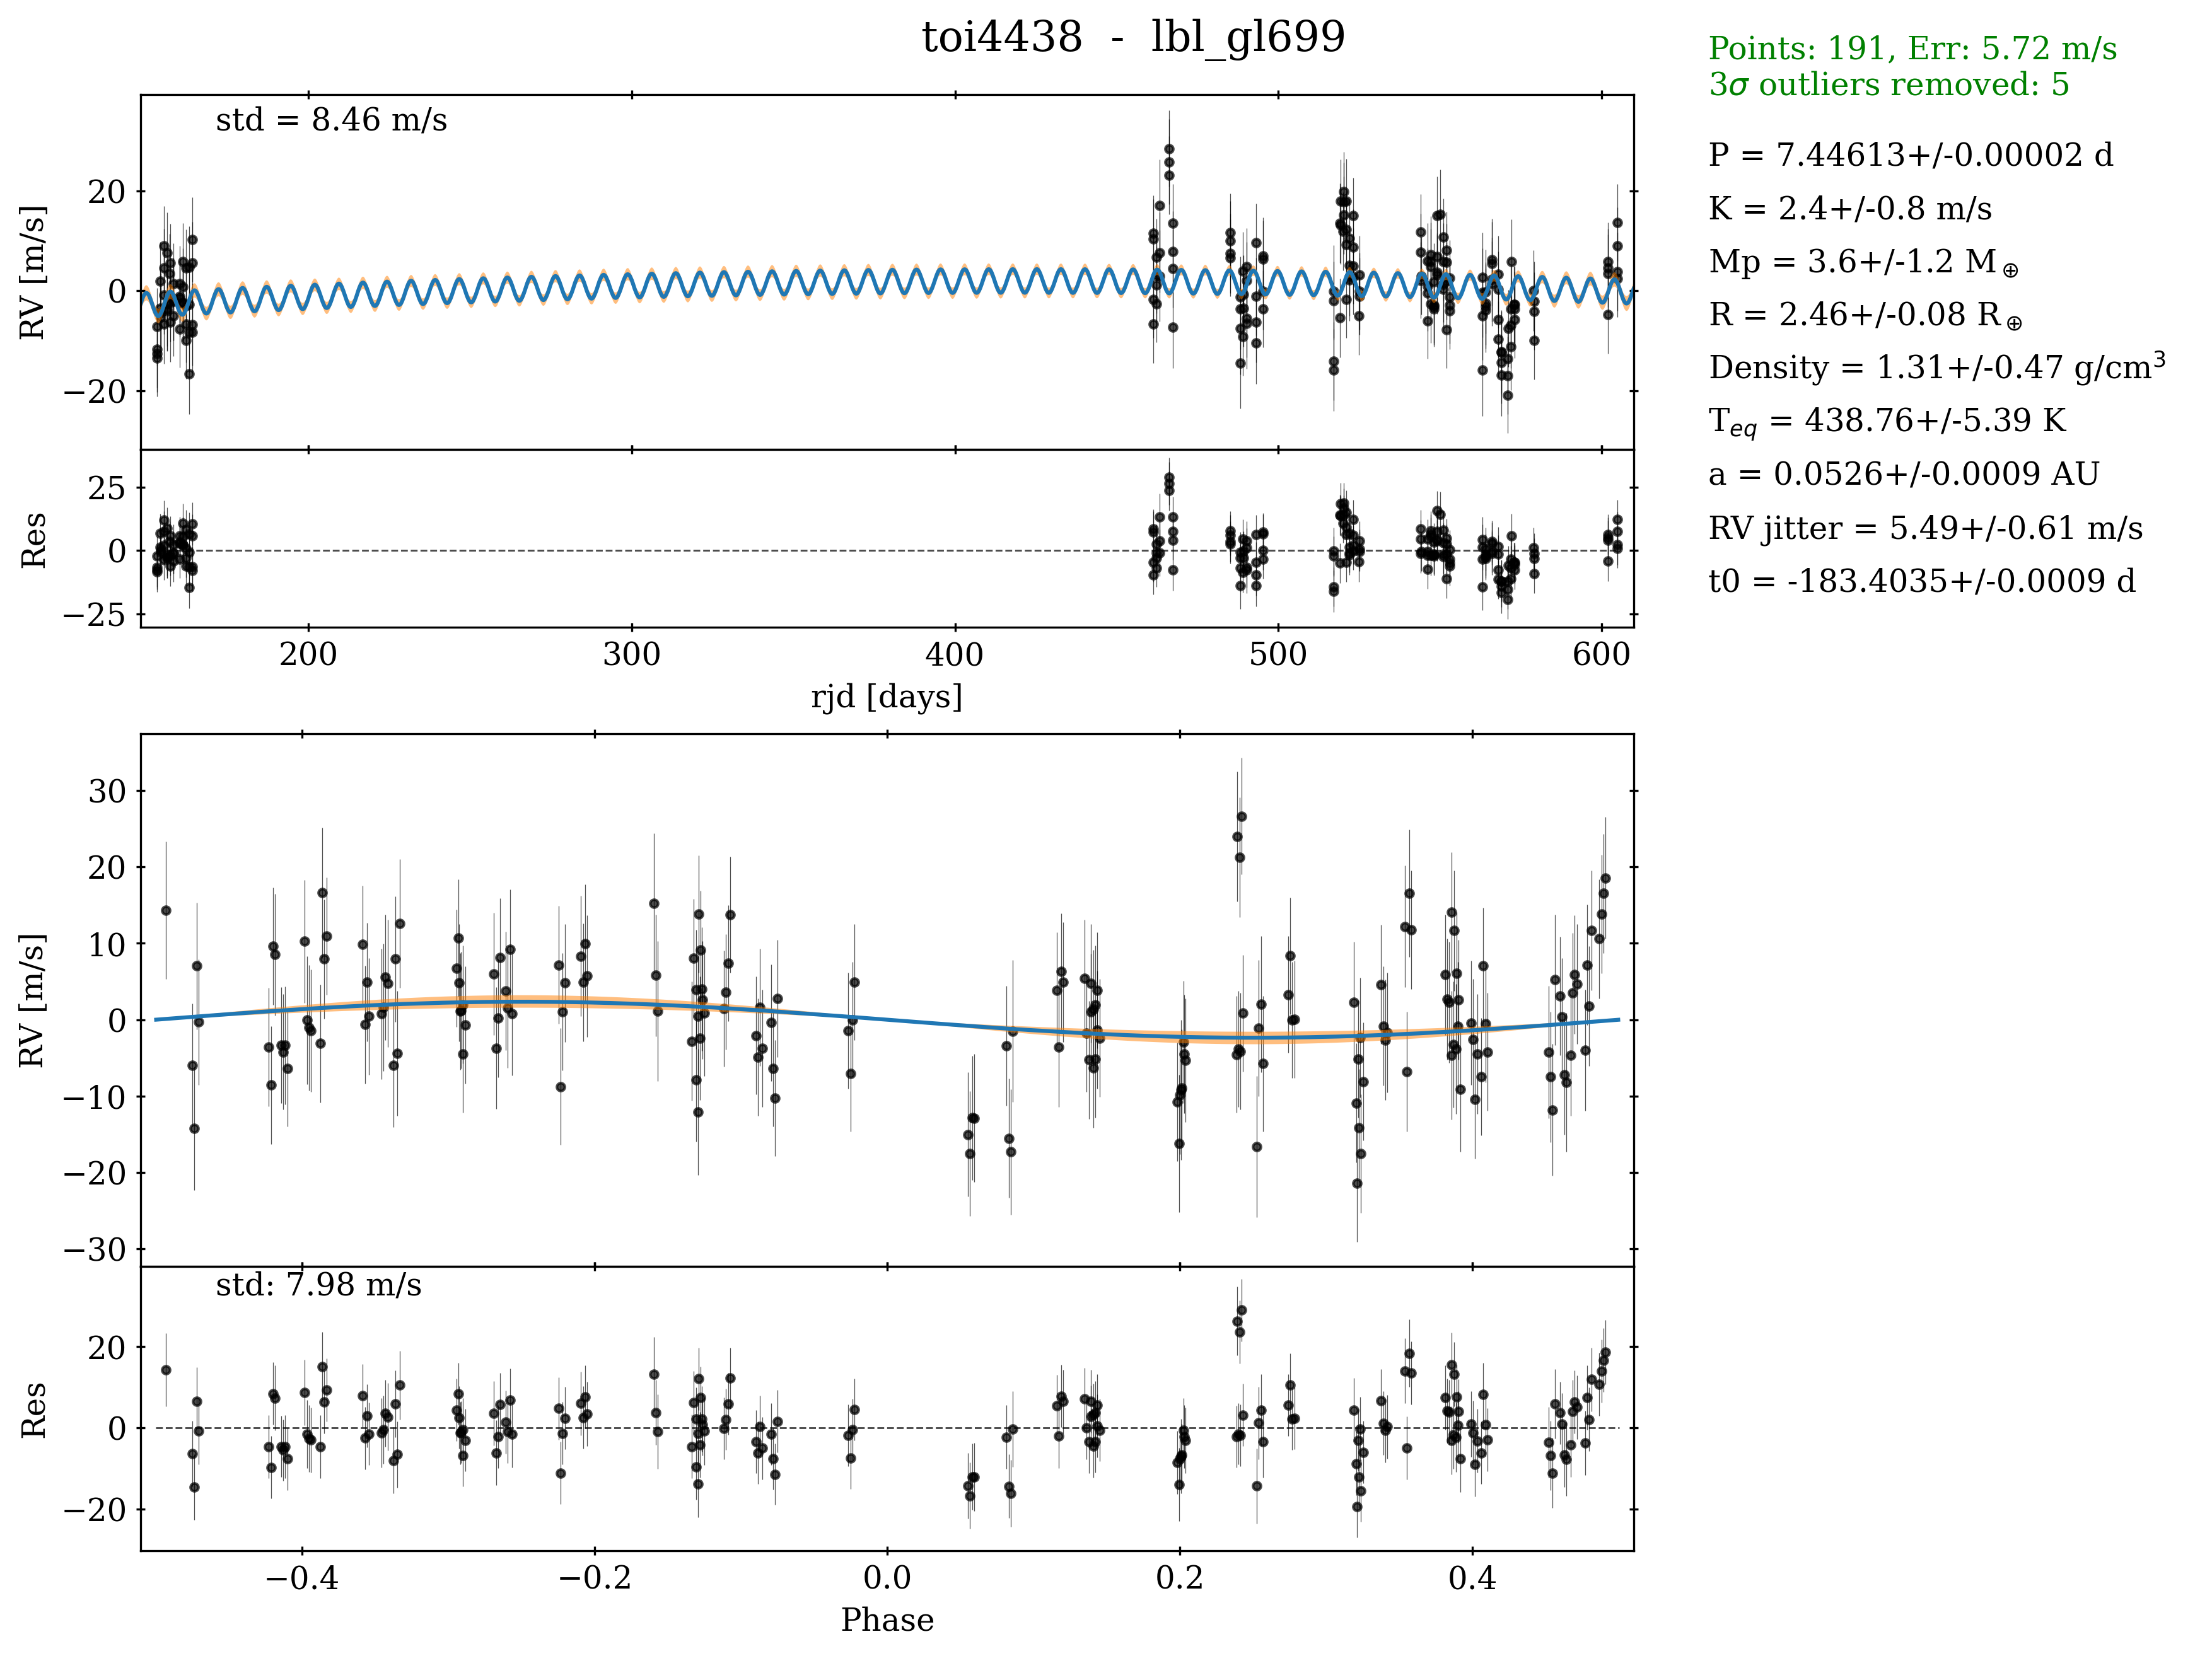 toi4438 - lbl_gl699
Points: 191, Err: 5.72 m/s
3σ outliers removed: 5
P = 7.44613+/-0.00002 d
K = 2.4+/-0.8 m/s
Mp = 3.6+/-1.2 M⊕
R = 2.46+/-0.08 R⊕
Density = 1.31+/-0.47 g/cm³
T_eq = 438.76+/-5.39 K
a = 0.0526+/-0.0009 AU
RV jitter = 5.49+/-0.61 m/s
t0 = -183.4035+/-0.0009 d
std = 8.46 m/s
RV [m/s]
20
0
−20
Res
25
0
−25
200 300 400 500 600
rjd [days]
RV [m/s]
30
20
10
0
−10
−20
−30
std: 7.98 m/s
Res
20
0
−20
−0.4 −0.2 0.0 0.2 0.4
Phase